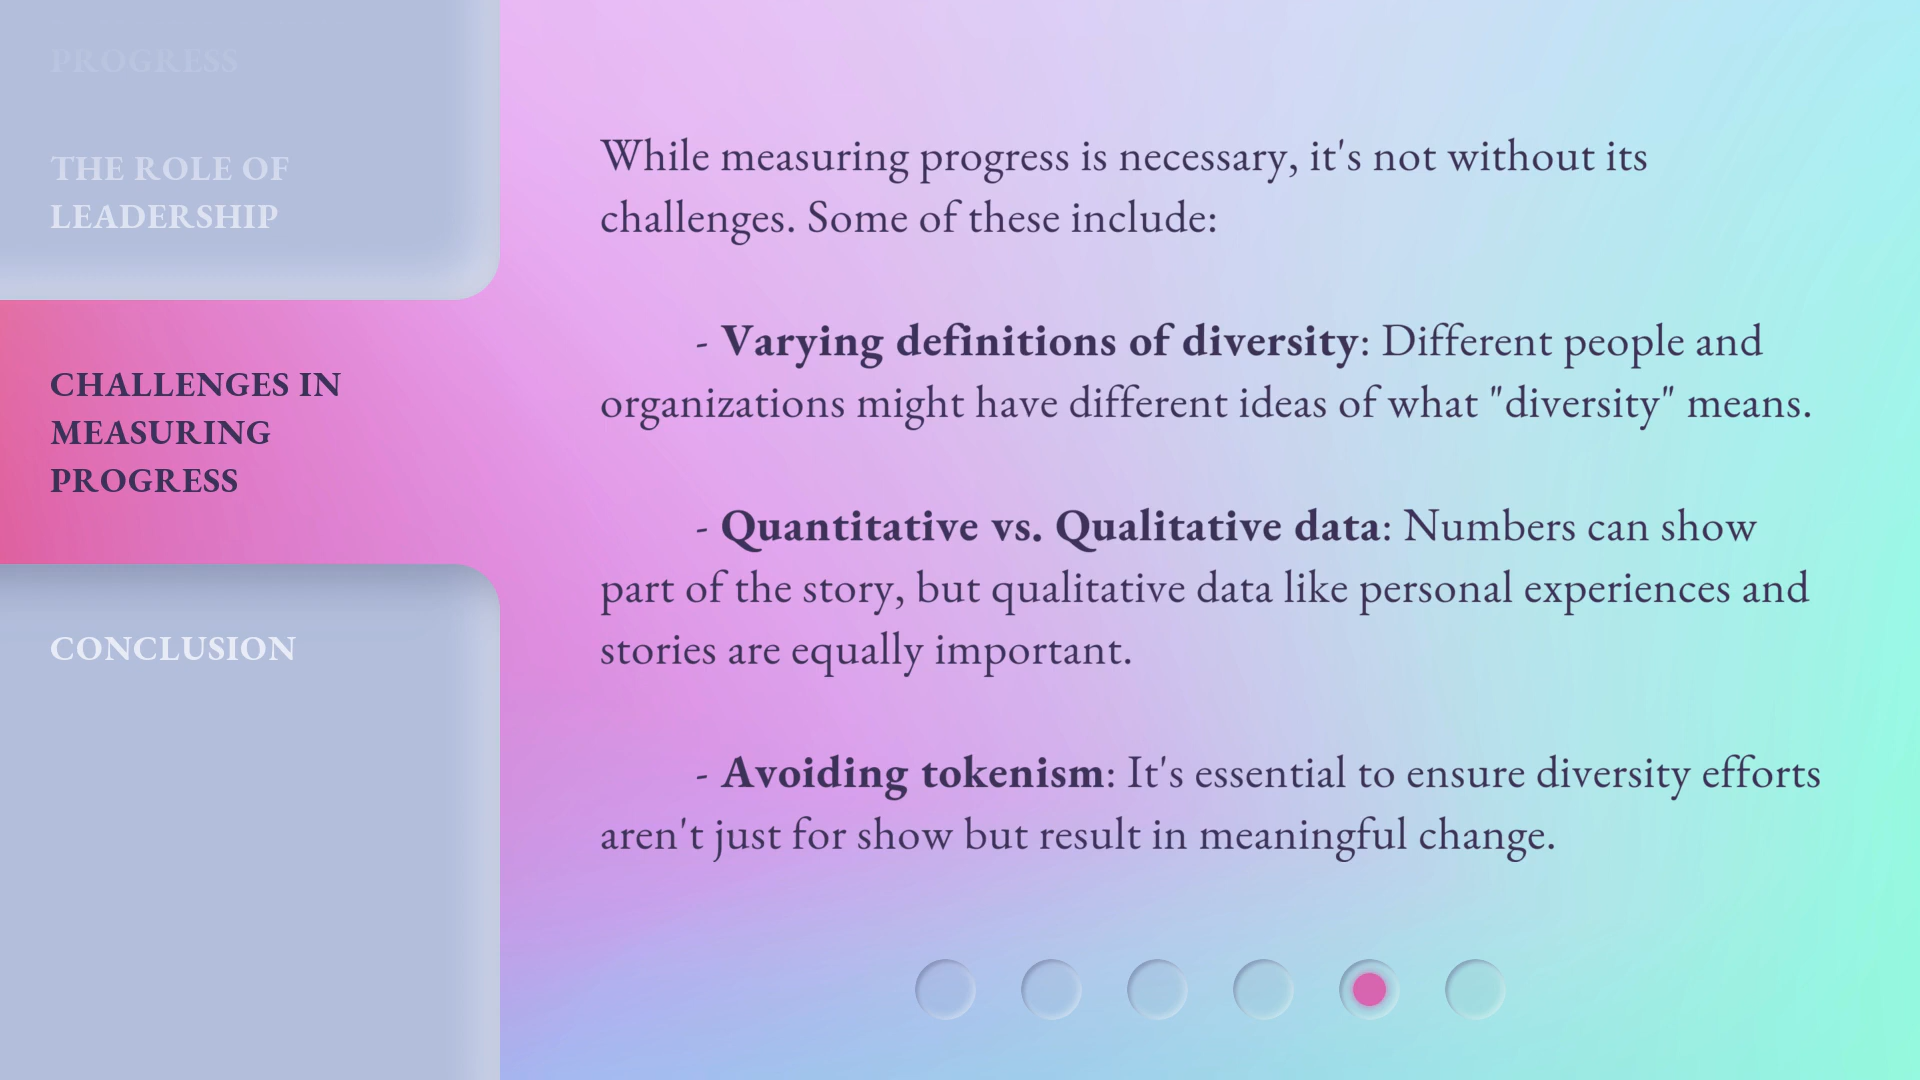 PROGRESS
THE ROLE OF
LEADERSHIP
CHALLENGES IN
MEASURING
PROGRESS
CONCLUSION
While measuring progress is necessary, it's not without its
challenges. Some of these include:
- Varying definitions of diversity: Different people and
organizations might have different ideas of what "diversity" means.
- Quantitative vs. Qualitative data: Numbers can show
part of the story, but qualitative data like personal experiences and
stories are equally important.
- Avoiding tokenism: It's essential to ensure diversity efforts
aren't just for show but result in meaningful change.